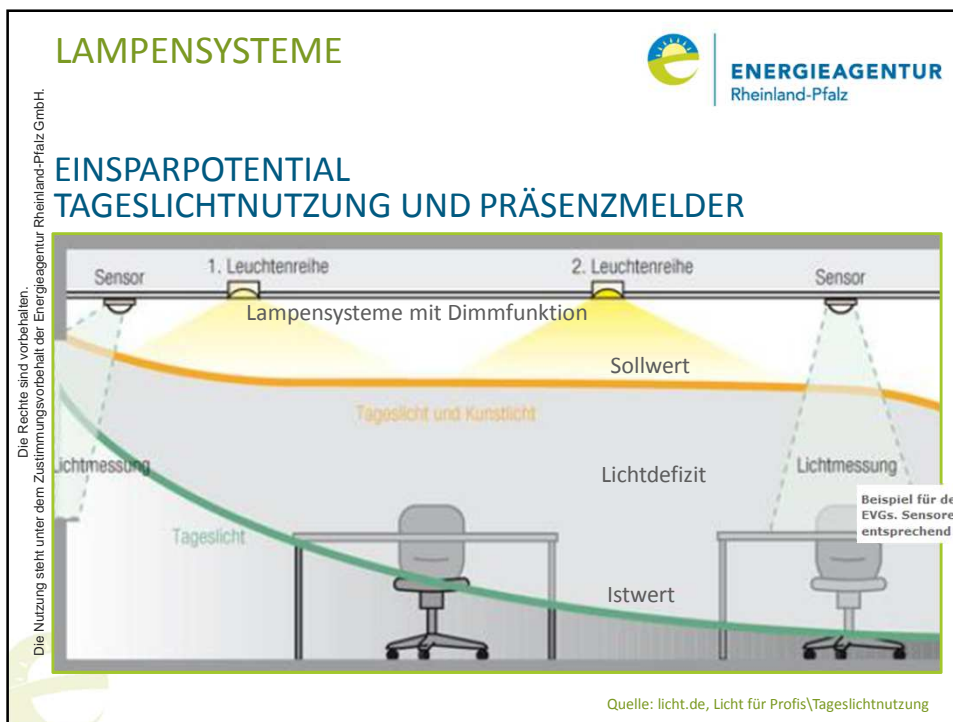 LAMPENSYSTEME
ENERGIEAGENTUR
Rheinland-Pfalz
Die Rechte sind vorbehalten.
Die Nutzung steht unter dem Zustimmungsvorbehalt der Energieagentur Rheinland-Pfalz GmbH.
EINSPARPOTENTIAL
TAGESLICHTNUTZUNG UND PRÄSENZMELDER
Sensor
1. Leuchtenreihe
2. Leuchtenreihe
Sensor
Lampensysteme mit Dimmfunktion
Sollwert
Tageslicht und Kunstlicht
Lichtmessung
Lichtdefizit
Lichtmessung
Beispiel für de
EVGs. Sensore
entsprechend
Tageslicht
Istwert
Quelle: licht.de, Licht für Profis\Tageslichtnutzung